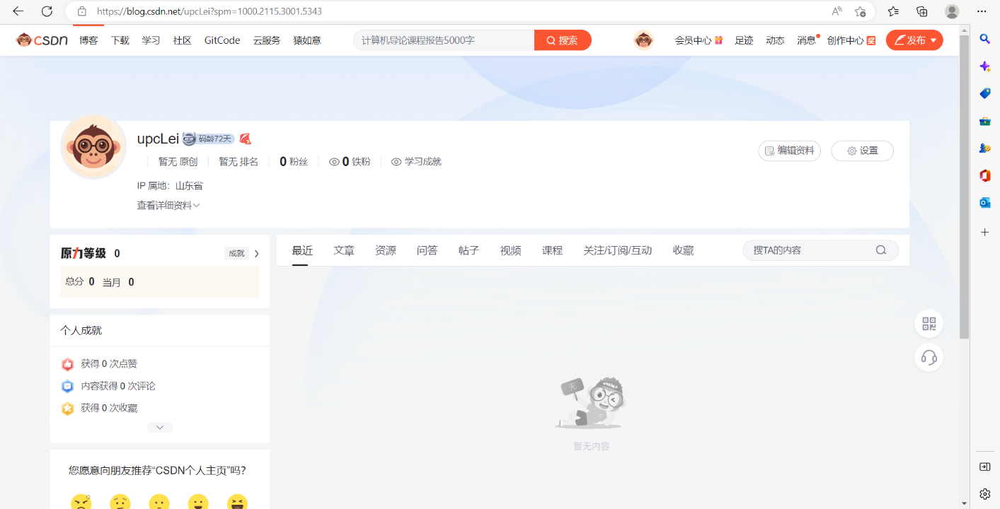 https://blog.csdn.net/upcLei?spm=1000.2115.3001.5343
CSDN 博客 下载 学习 社区 GitCode 云服务 猿如意 计算机导论课程报告5000字 搜索 会员中心 足迹 动态 消息 创作中心 奖 发布
upcLei 码龄72天
暂无 原创 暂无 排名 0 粉丝 0 铁粉 学习成就
编辑资料 设置
IP 属地：山东省
查看详细资料
原力等级 0 成就
总分 0 当月 0
最近 文章 资源 问答 帖子 视频 课程 关注/订阅/互动 收藏 搜TA的内容
个人成就
获得 0 次点赞
内容获得 0 次评论
获得 0 次收藏
无
暂无内容
您愿意向朋友推荐“CSDN个人主页”吗?